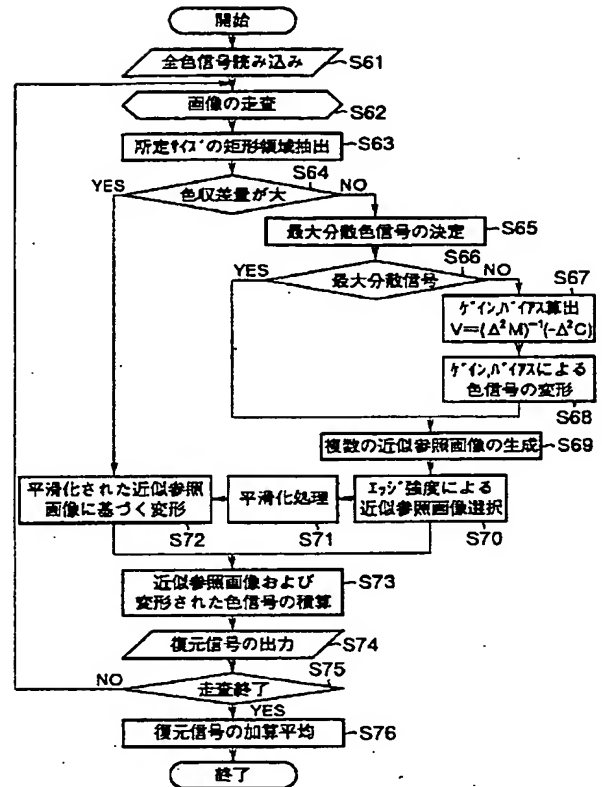 開始
全色信号読み込み
S61
画像の走査
S62
所定ｻｲｽﾞの矩形領域抽出
S63
S64
YES
色収差量が大
NO
最大分散色信号の決定
S65
S66
YES
最大分散信号
NO
S67
ｹﾞｲﾝ,ﾊﾞｲｱｽ算出
V=(Δ²M)⁻¹(-Δ²C)
ｹﾞｲﾝ,ﾊﾞｲｱｽによる
色信号の変形
S68
複数の近似参照画像の生成
S69
平滑化された近似参照
画像に基づく変形
S72
平滑化処理
S71
ｴｯｼﾞ強度による
近似参照画像選択
S70
近似参照画像および
変形された色信号の積算
S73
復元信号の出力
S74
S75
NO
走査終了
YES
復元信号の加算平均
S76
終了